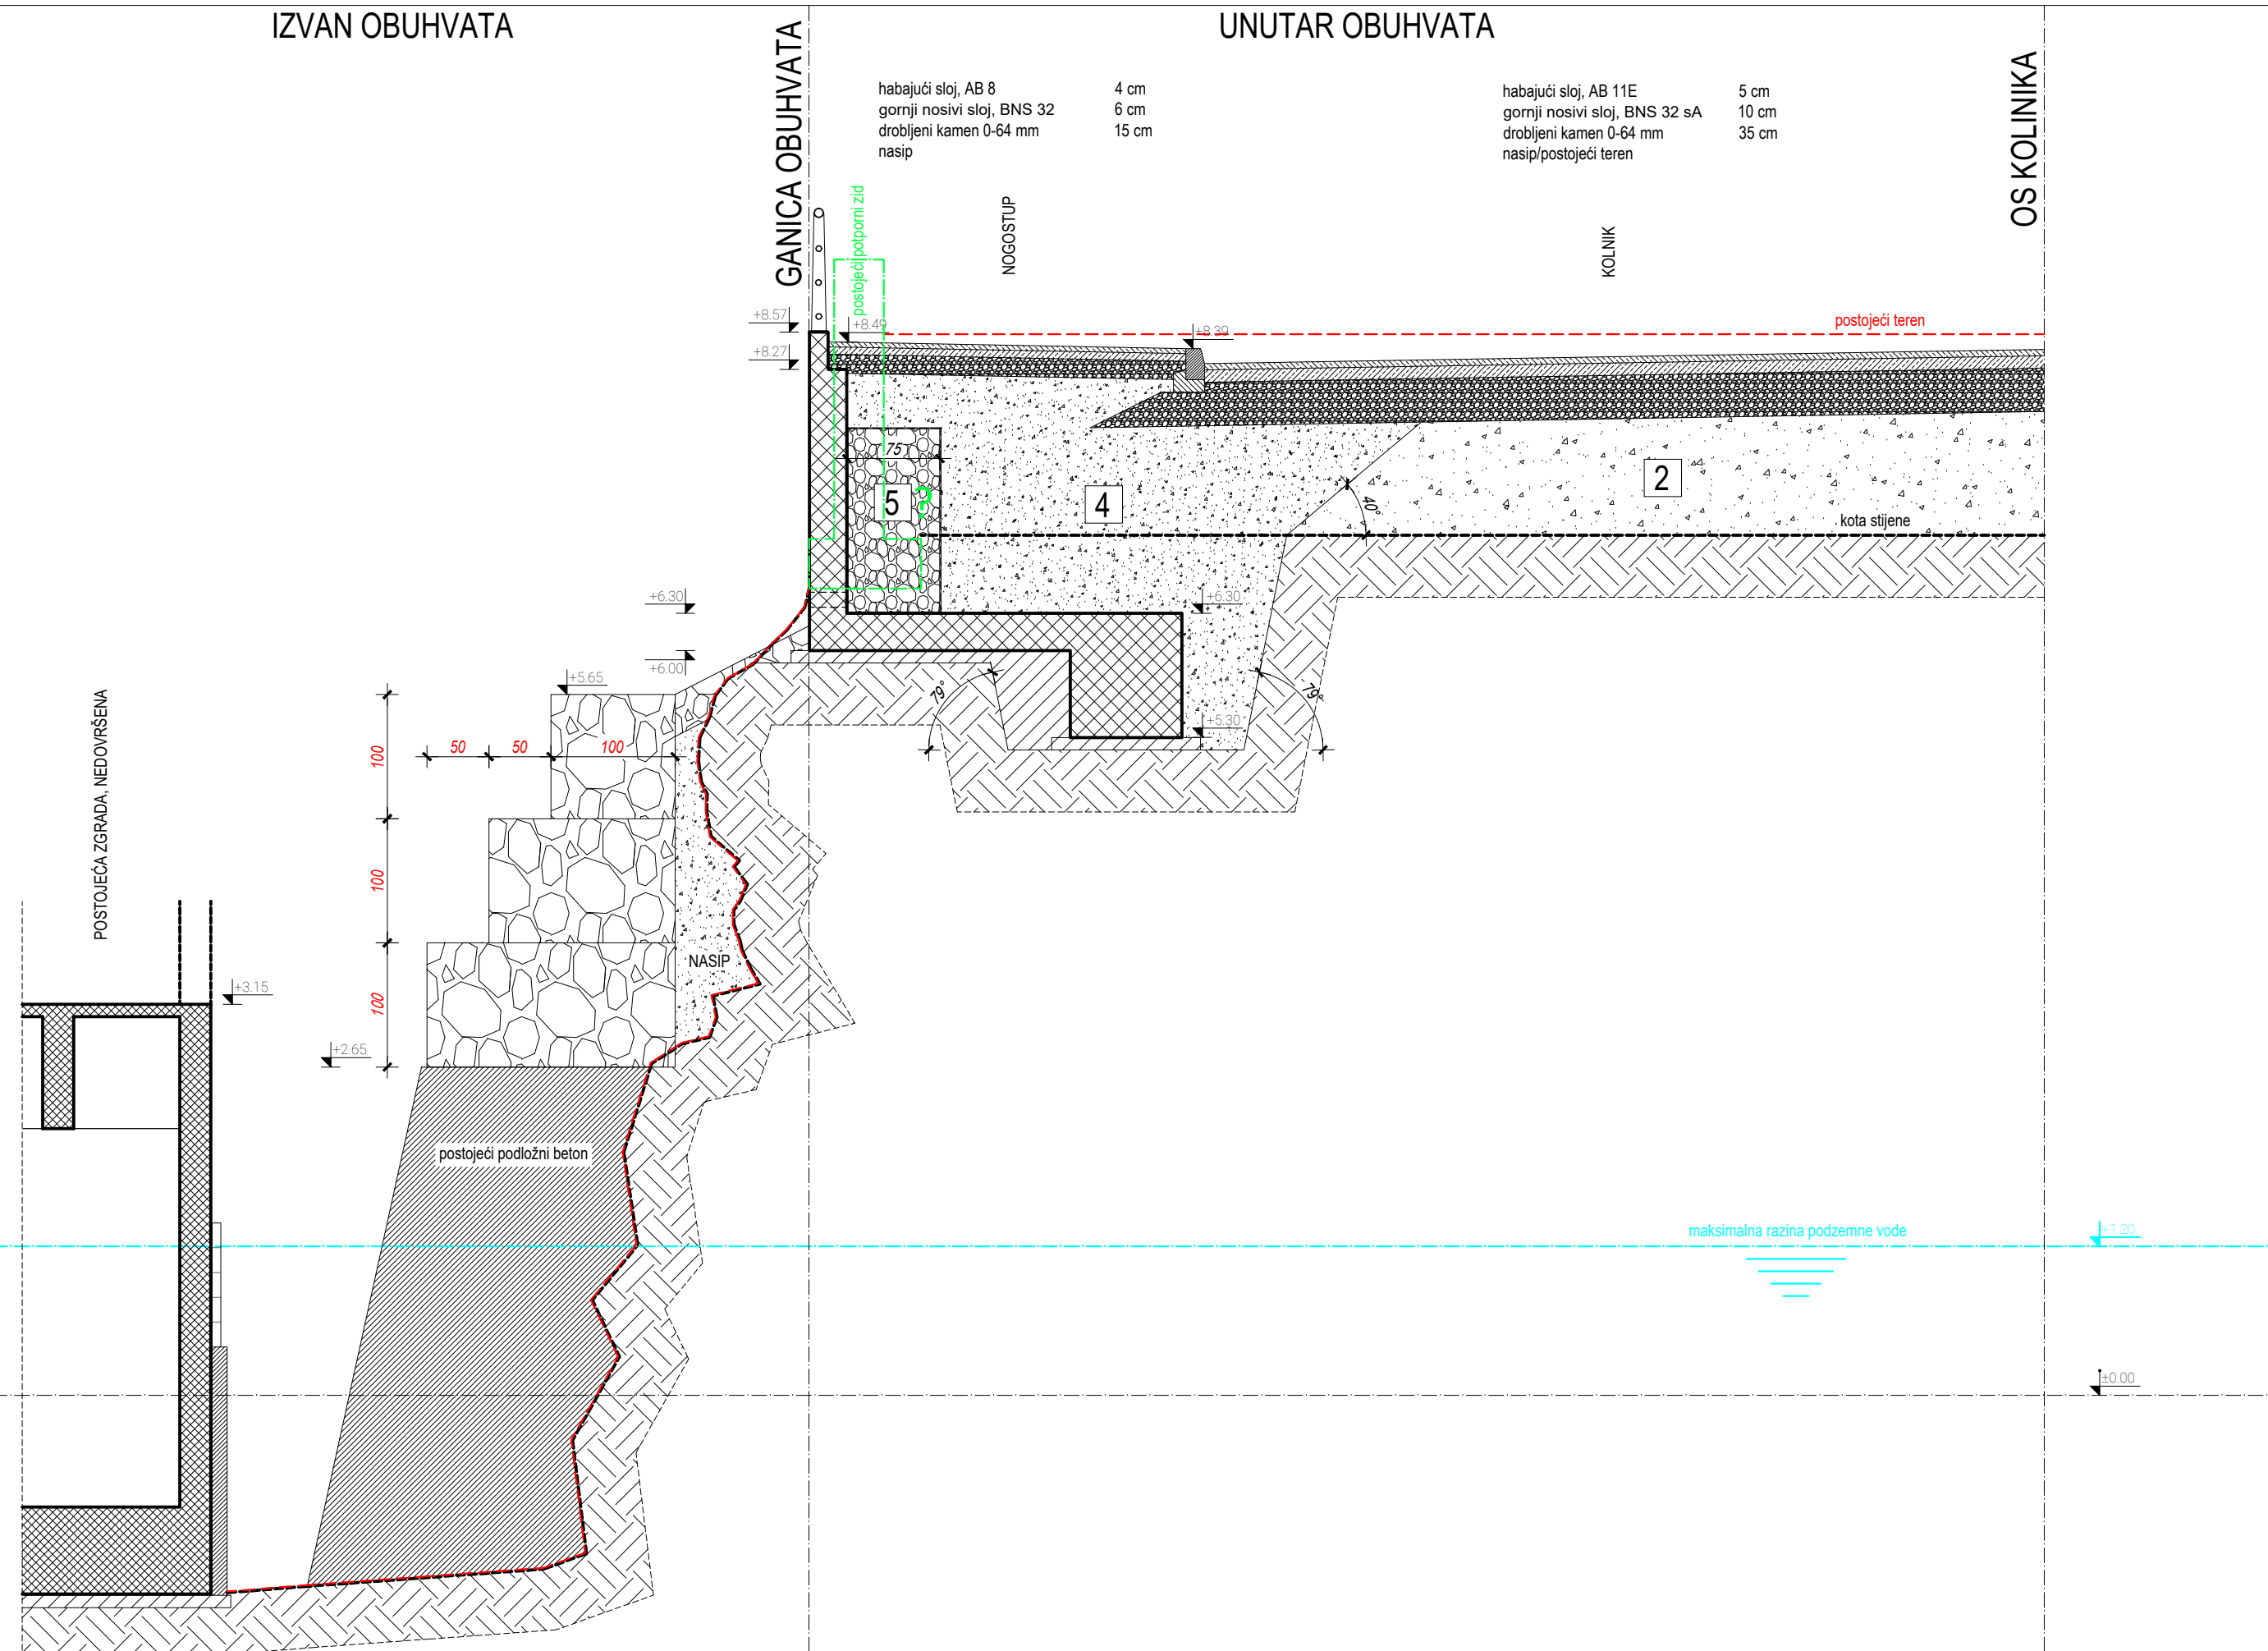 IZVAN OBUHVATA
UNUTAR OBUHVATA
GANICA OBUHVATA
OS KOLINIKA
habajući sloj, AB 8 4 cm
gornji nosivi sloj, BNS 32 6 cm
drobljeni kamen 0-64 mm 15 cm
nasip
habajući sloj, AB 11E 5 cm
gornji nosivi sloj, BNS 32 sA 10 cm
drobljeni kamen 0-64 mm 35 cm
nasip/postojeći teren
postojeći potporni zid
NOGOSTUP
KOLNIK
+8.57
+8.49
+8.39
postojeći teren
+8.27
75
5
?
4
2
40°
kota stijene
+6.30
+6.30
+6.00
+5.65
79°
79°
+5.30
POSTOJEĆA ZGRADA, NEDOVRŠENA
50
50
100
100
100
100
NASIP
+3.15
+2.65
postojeći podložni beton
maksimalna razina podzemne vode
+1.20
±0.00